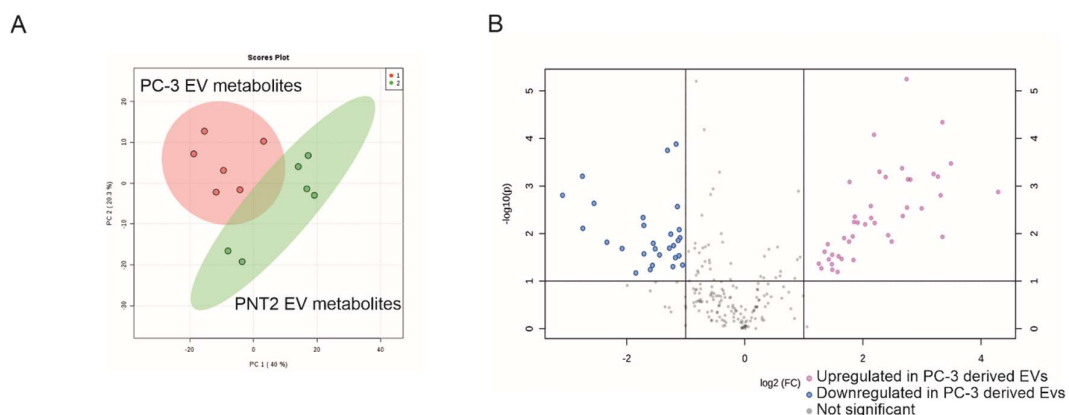 A
B
Scores Plot
PC-3 EV metabolites
1
2
20
10
0
-10
-20
-30
PNT2 EV metabolites
-20
0
20
40
PC 1 ( 40 %)
PC 2 ( 20.3 %)
5
4
3
2
1
0
-log10(p)
5
4
3
2
1
0
-2
0
2
4
log2 (FC)
Upregulated in PC-3 derived EVs
Downregulated in PC-3 derived Evs
Not significant